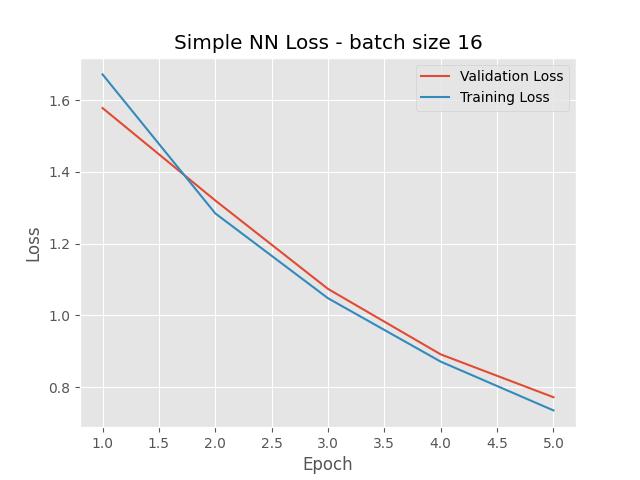 Simple NN Loss - batch size 16
Validation Loss
Training Loss
Loss
1.6
1.4
1.2
1.0
0.8
1.0 1.5 2.0 2.5 3.0 3.5 4.0 4.5 5.0
Epoch